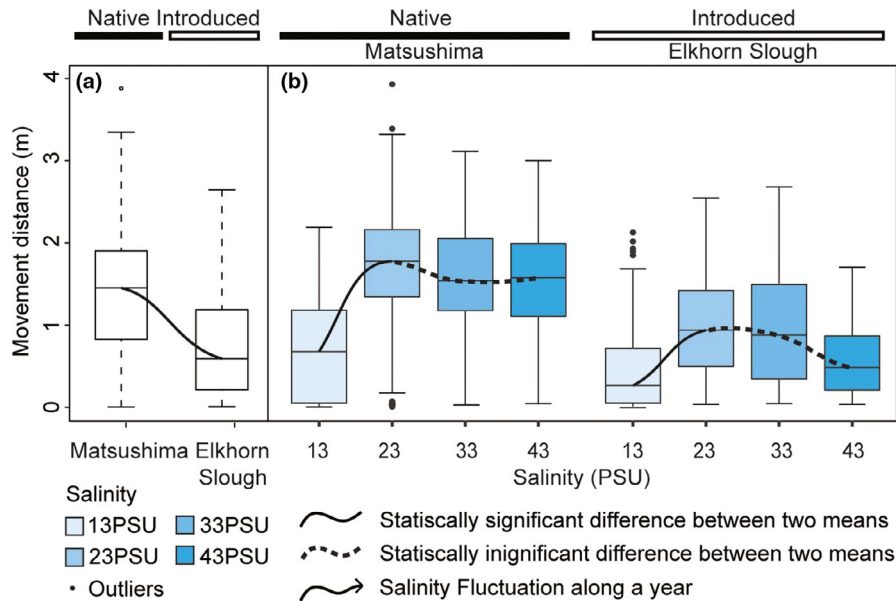 Native Introduced Native Introduced
Matsushima Elkhorn Slough
(a) (b)
Movement distance (m)
4
3
2
1
0
Matsushima Elkhorn 13 23 33 43 13 23 33 43
Slough Salinity (PSU)
Salinity
13PSU 33PSU
23PSU 43PSU
Outliers
Statiscally significant difference between two means
Statiscally inignificant difference between two means
Salinity Fluctuation along a year